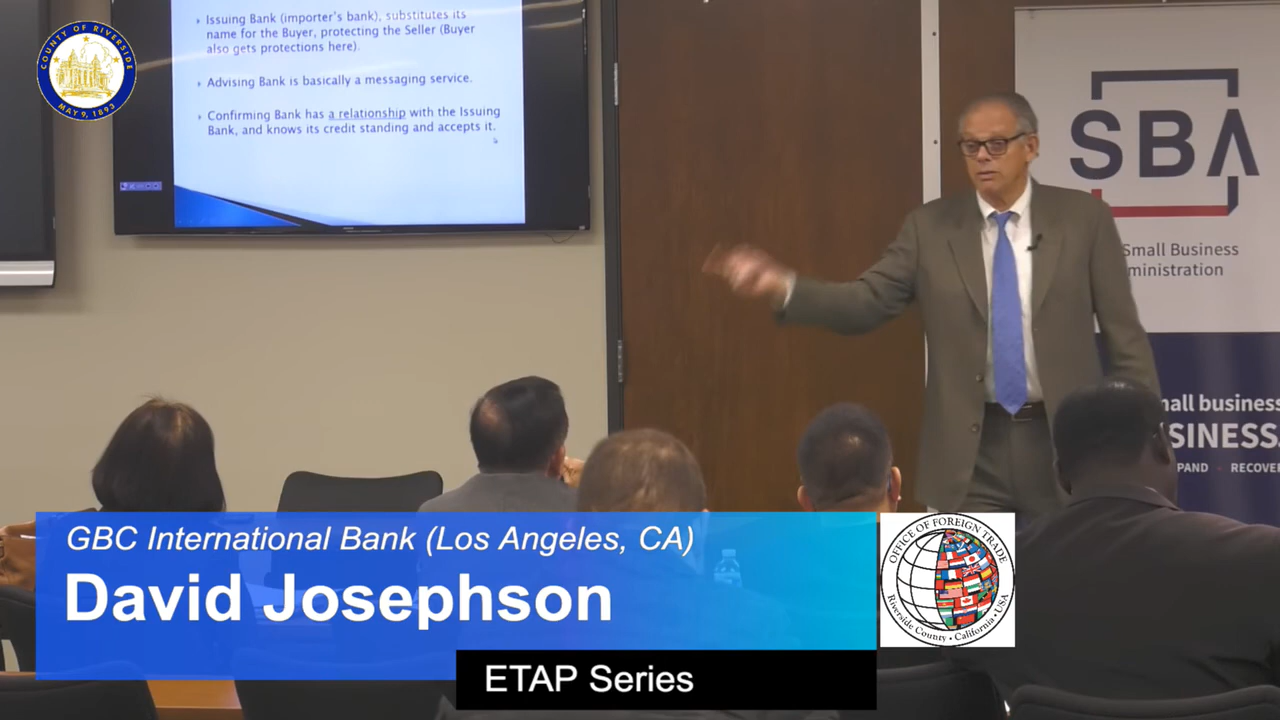 COUNTY OF RIVERSIDE
MAY 9, 1893
Issuing Bank (importer's bank), substitutes its
name for the Buyer, protecting the Seller (Buyer
also gets protections here).
Advising Bank is basically a messaging service.
Confirming Bank has a relationship with the Issuing
Bank, and knows its credit standing and accepts it.
SBA
Small Business
ministration
all business
SINESS
PAND RECOVE
GBC International Bank (Los Angeles, CA)
David Josephson
ETAP Series
OFFICE OF FOREIGN TRADE
Riverside County • California • USA